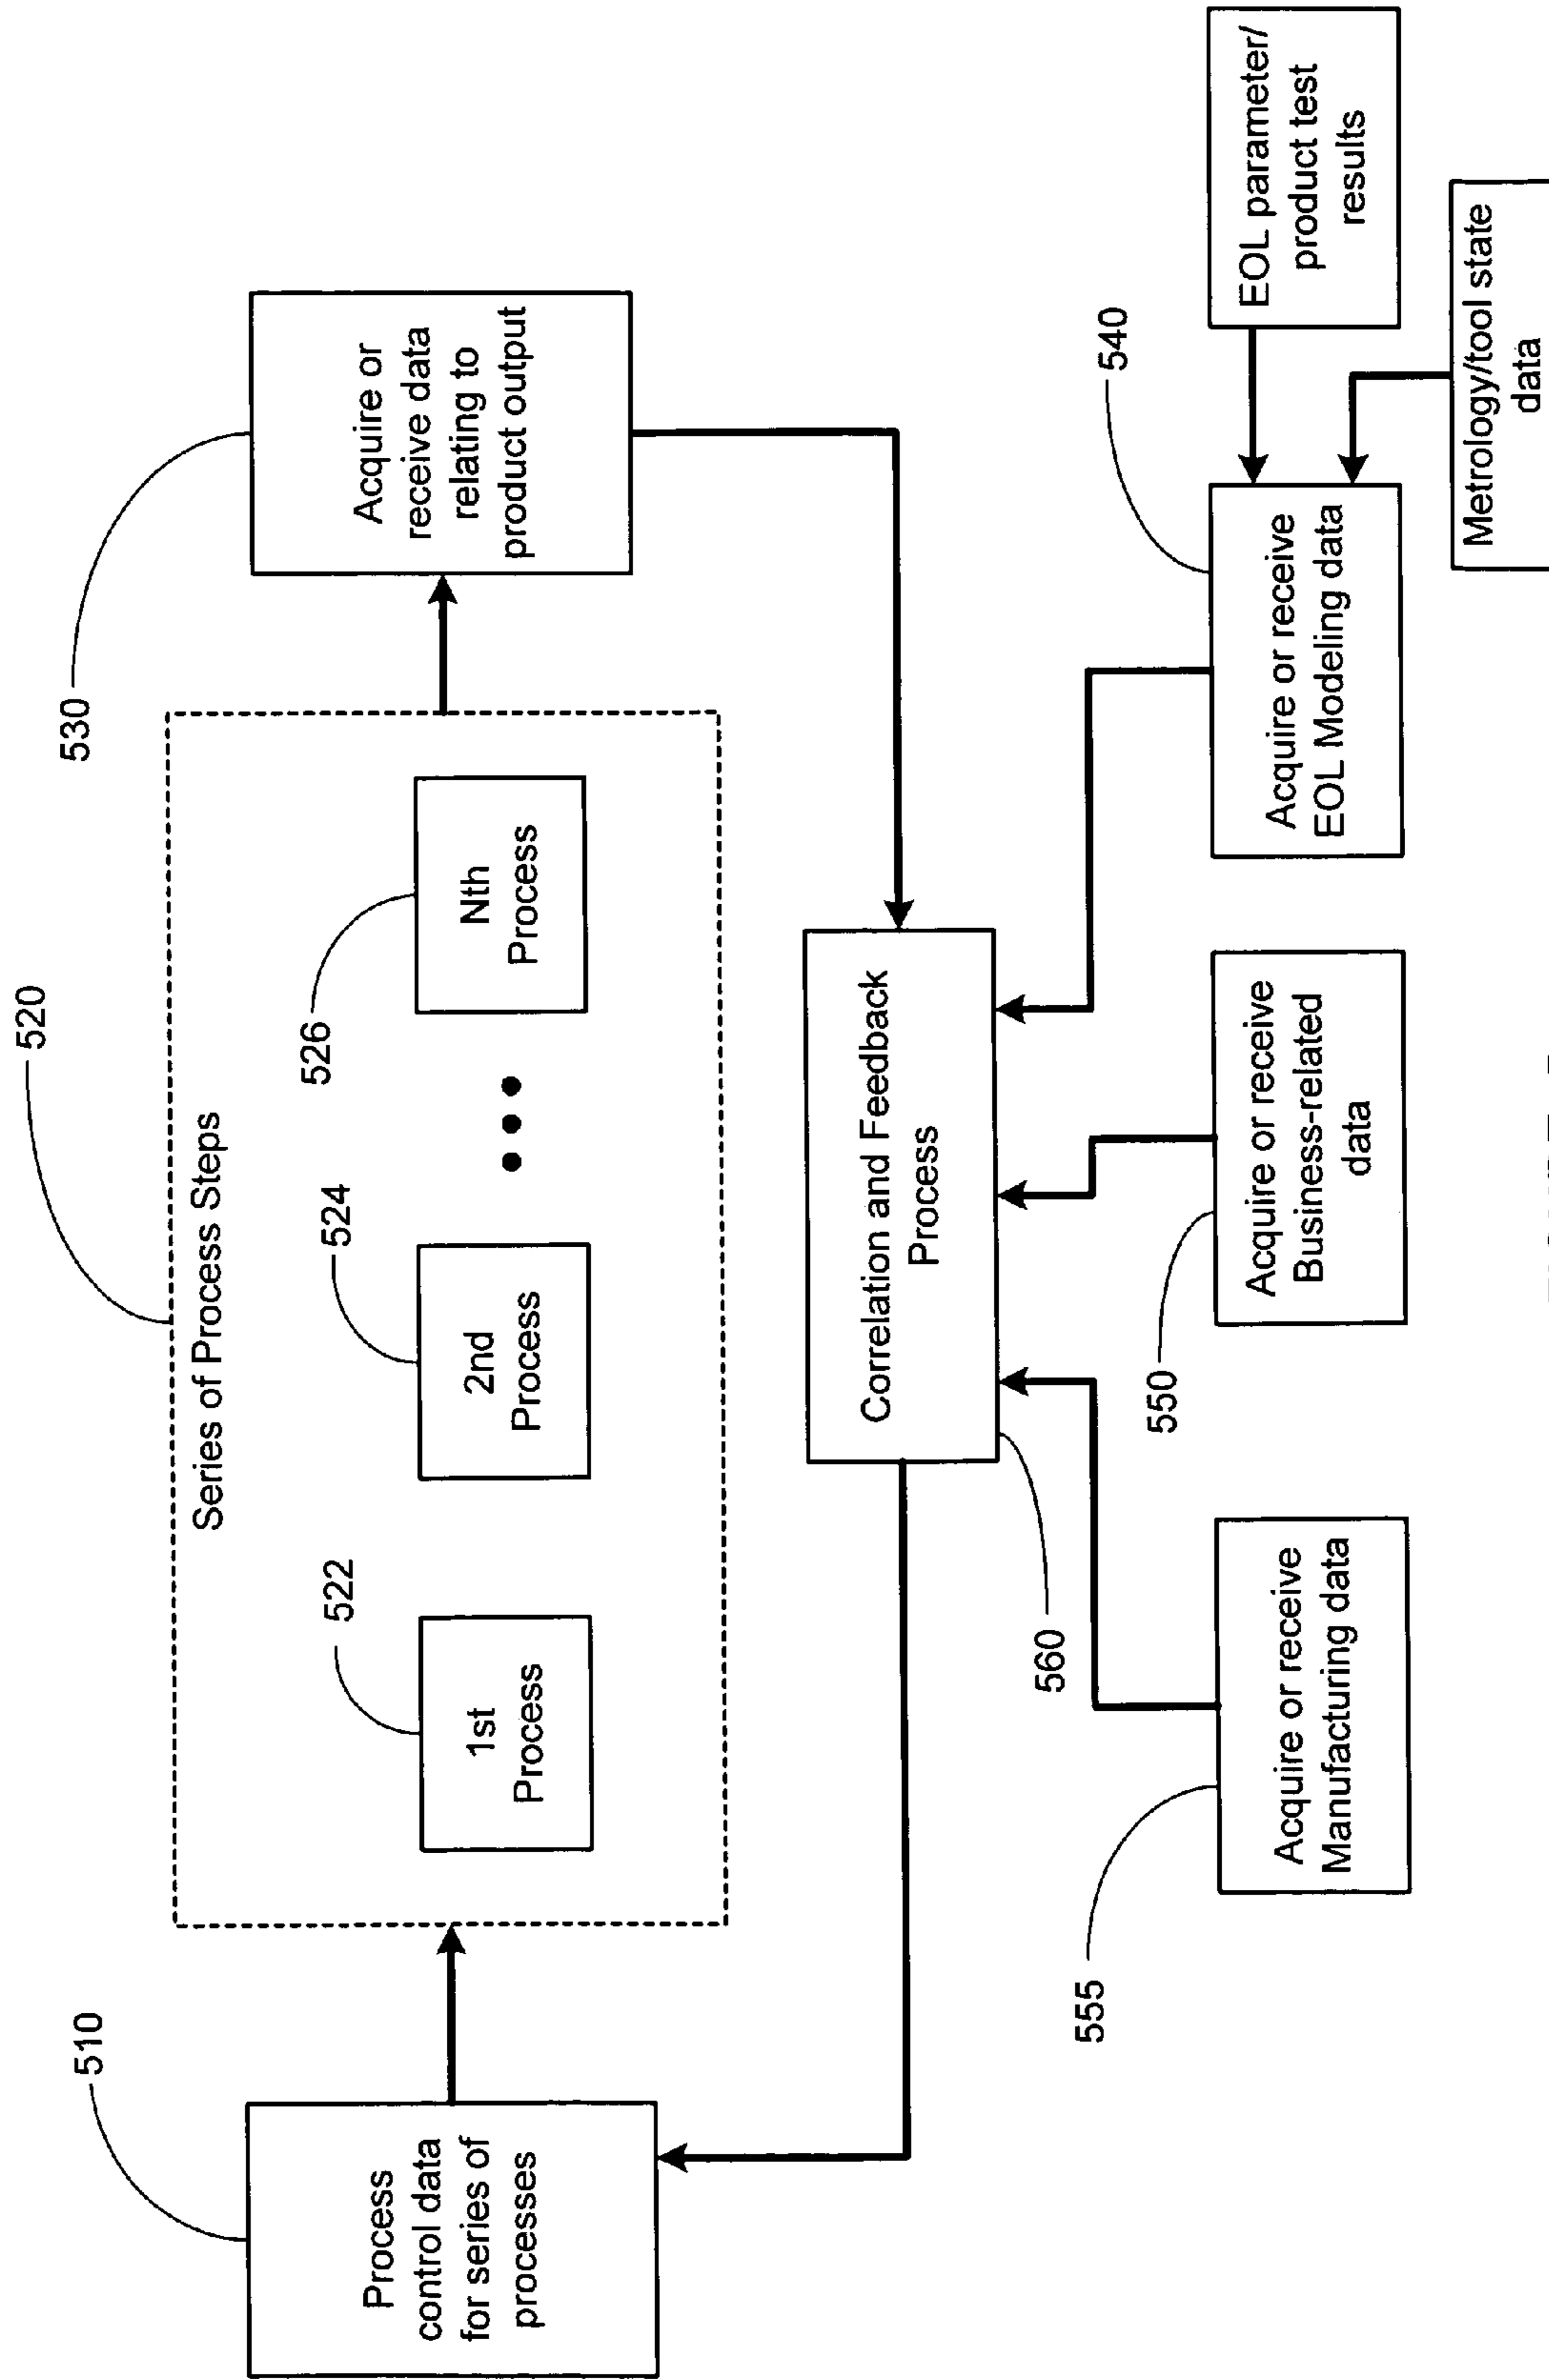 520
Series of Process Steps
510
Process
control data
for series of
processes
522
1st
Process
524
2nd
Process
526
Nth
Process
530
Acquire or
receive data
relating to
product output
Correlation and Feedback
Process
560
555
Acquire or receive
Manufacturing data
550
Acquire or receive
Business-related
data
540
Acquire or receive
EOL Modeling data
EOL parameter/
product test
results
Metrology/tool state
data